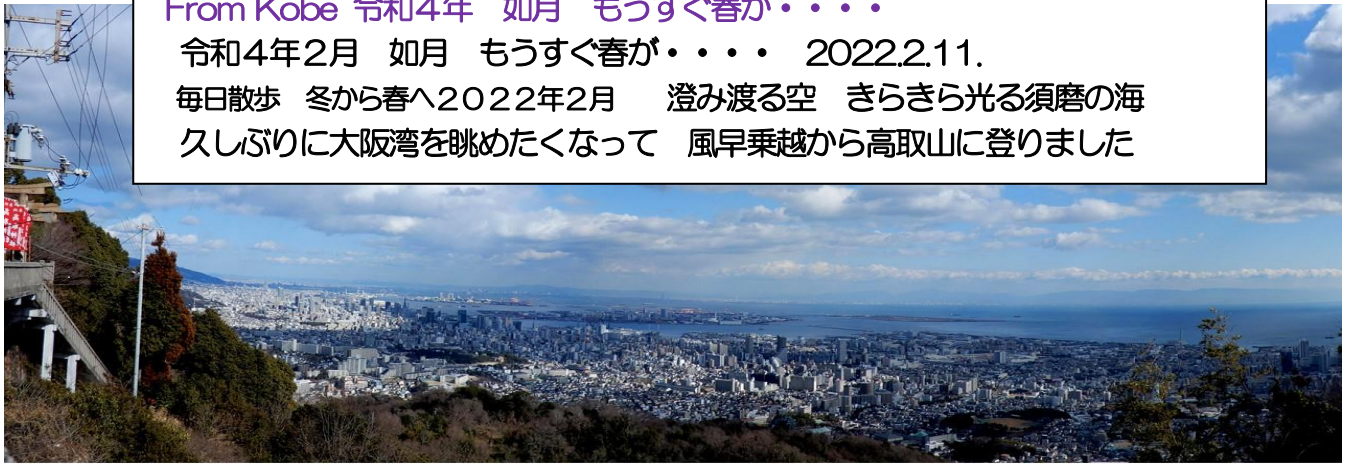 From Kobe 令和４年　如月　もうすぐ春が・・・・
令和４年２月　如月　もうすぐ春が・・・・　２０２２.２.１１.
毎日散歩　冬から春へ２０２２年２月　　澄み渡る空　きらきら光る須磨の海
久しぶりに大阪湾を眺めたくなって　風早乗越から高取山に登りました